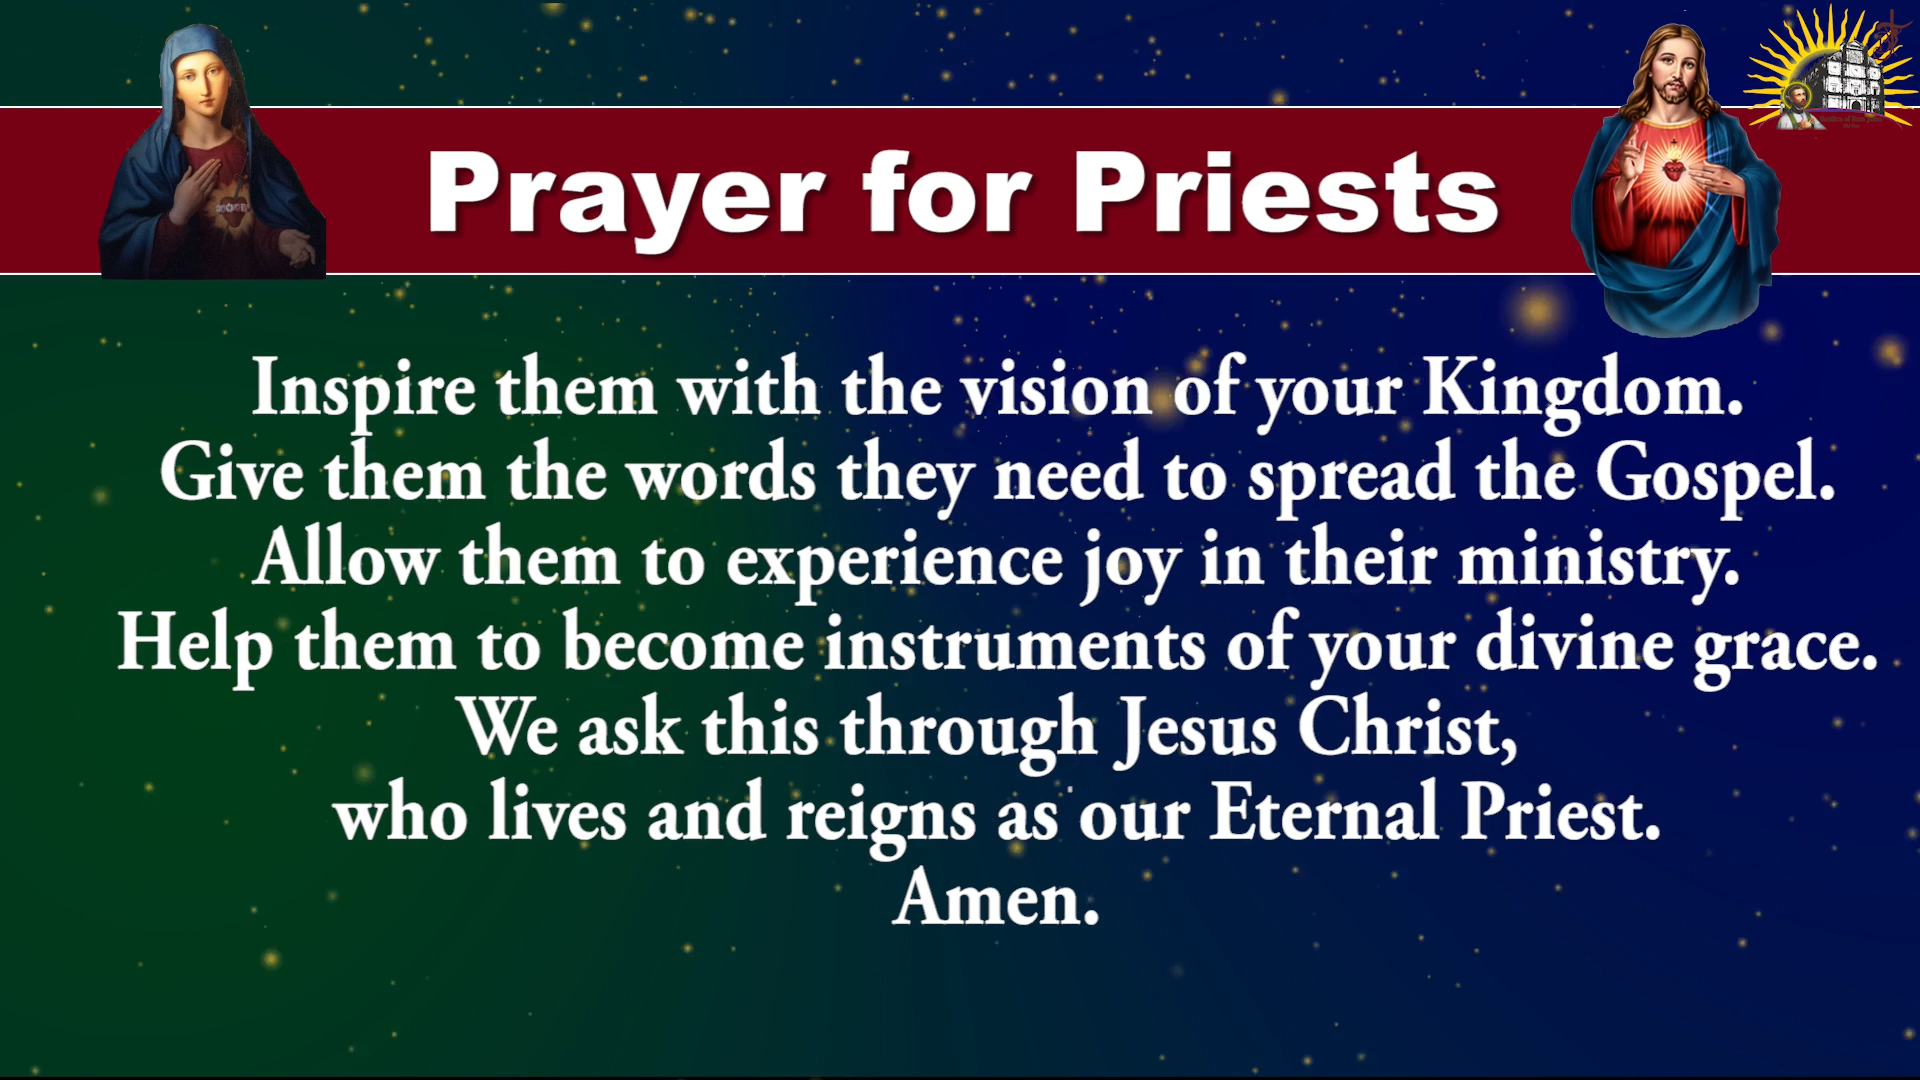 Prayer for Priests
Inspire them with the vision of your Kingdom.
Give them the words they need to spread the Gospel.
Allow them to experience joy in their ministry.
Help them to become instruments of your divine grace.
We ask this through Jesus Christ,
who lives and reigns as our Eternal Priest.
Amen.